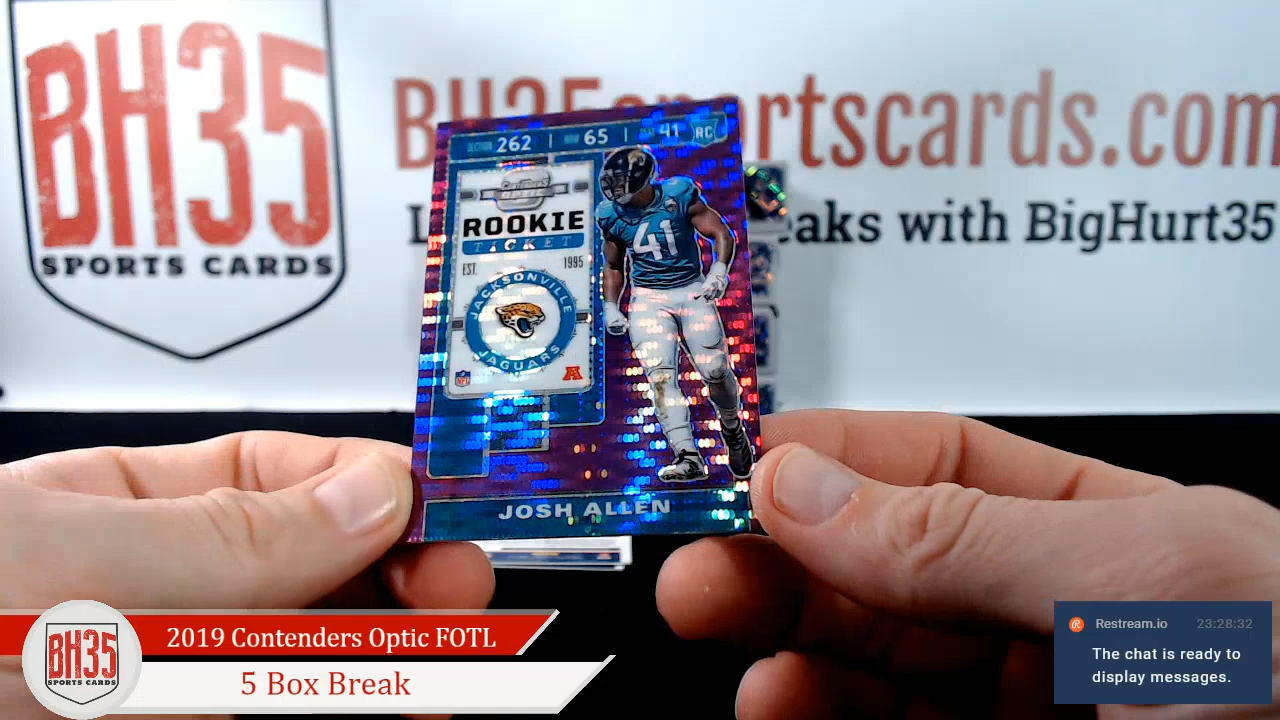 BH35
SPORTS CARDS
BH35sportscards.com
eaks with BigHurt35
262 | 65 | 41 RC
ROOKIE
TICKET
EST. 1995
JACKSONVILLE
JAGUARS
NFL
JOSH ALLEN
BH35
SPORTS CARDS
2019 Contenders Optic FOTL
5 Box Break
Restream.io 23:28:32
The chat is ready to
display messages.